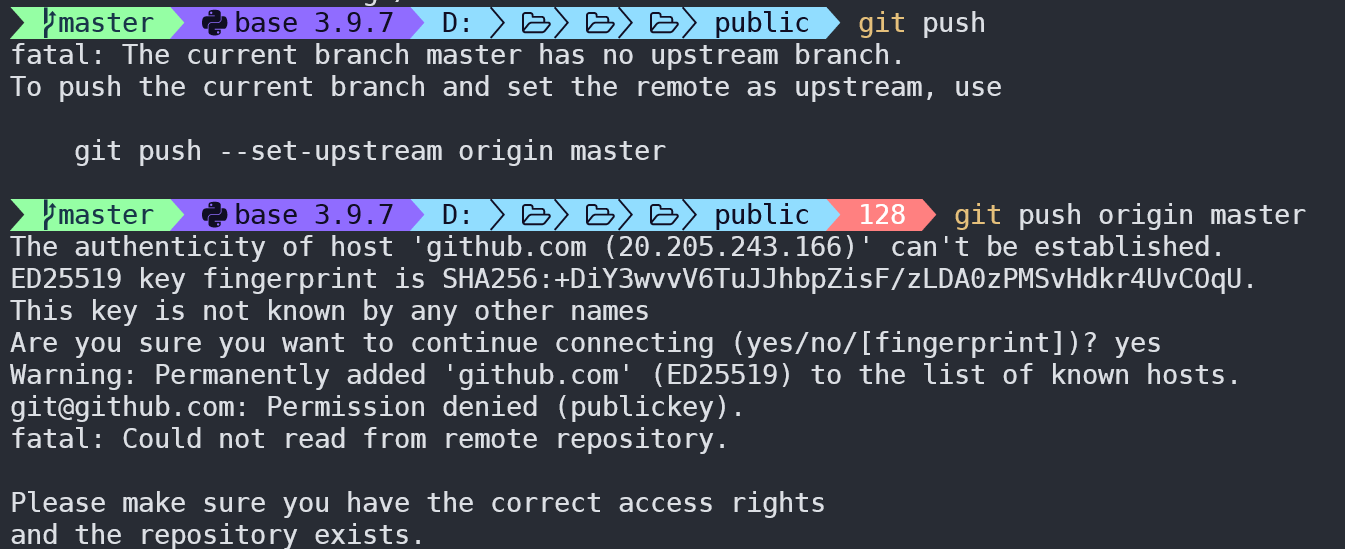 master base 3.9.7 D: public git push
fatal: The current branch master has no upstream branch.
To push the current branch and set the remote as upstream, use
git push --set-upstream origin master
master base 3.9.7 D: public 128 git push origin master
The authenticity of host 'github.com (20.205.243.166)' can't be established.
ED25519 key fingerprint is SHA256:+DiY3wvvV6TuJJhbpZisF/zLDA0zPMSvHdkr4UvCOqU.
This key is not known by any other names
Are you sure you want to continue connecting (yes/no/[fingerprint])? yes
Warning: Permanently added 'github.com' (ED25519) to the list of known hosts.
git@github.com: Permission denied (publickey).
fatal: Could not read from remote repository.
Please make sure you have the correct access rights
and the repository exists.